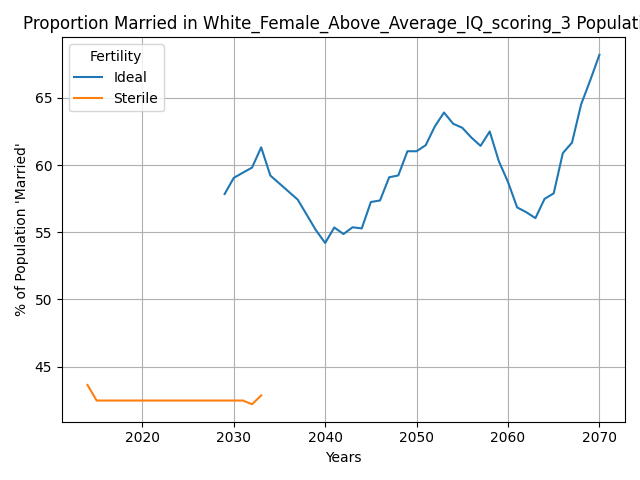 Proportion Married in White_Female_Above_Average_IQ_scoring_3 Populati
Fertility
Ideal
Sterile
65
60
55
50
45
% of Population 'Married'
2020 2030 2040 2050 2060 2070
Years